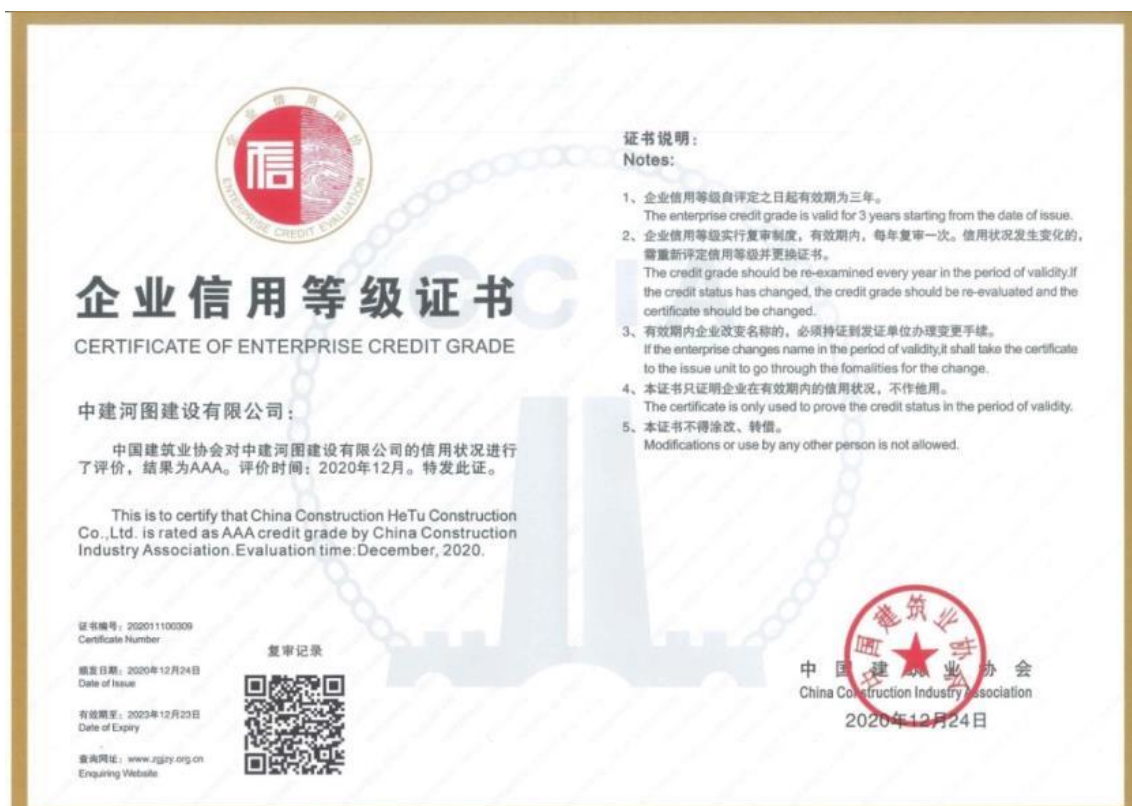 企业信用评价
信
ENTERPRISE CREDIT EVALUATION
企业信用等级证书
CERTIFICATE OF ENTERPRISE CREDIT GRADE
中建河图建设有限公司：
中国建筑业协会对中建河图建设有限公司的信用状况进行
了评价，结果为AAA。评价时间：2020年12月。特发此证。
This is to certify that China Construction HeTu Construction
Co.,Ltd. is rated as AAA credit grade by China Construction
Industry Association.Evaluation time:December, 2020.
证书编号：202011100309
Certificate Number
颁发日期：2020年12月24日
Date of Issue
有效期至：2023年12月23日
Date of Expiry
查询网址：www.zgjzy.org.cn
Enquiring Website
复审记录
CCIA
证书说明：
Notes:
1、企业信用等级自评定之日起有效期为三年。
The enterprise credit grade is valid for 3 years starting from the date of issue.
2、企业信用等级实行复审制度，有效期内，每年复审一次。信用状况发生变化的，
需重新评定信用等级并更换证书。
The credit grade should be re-examined every year in the period of validity.If
the credit status has changed, the credit grade should be re-evaluated and the
certificate should be changed.
3、有效期内企业改变名称的，必须持证到发证单位办理变更手续。
If the enterprise changes name in the period of validity,it shall take the certificate
to the issue unit to go through the fomalities for the change.
4、本证书只证明企业在有效期内的信用状况，不作他用。
The certificate is only used to prove the credit status in the period of validity.
5、本证书不得涂改、转借。
Modifications or use by any other person is not allowed.
中国建筑业协会
中国建筑业协会
China Construction Industry Association
2020年12月24日